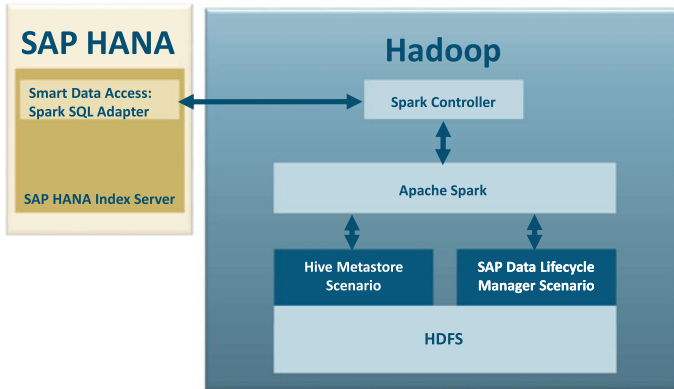 SAP HANA
Smart Data Access:
Spark SQL Adapter
SAP HANA Index Server
Hadoop
Spark Controller
Apache Spark
Hive Metastore
Scenario
SAP Data Lifecycle
Manager Scenario
HDFS